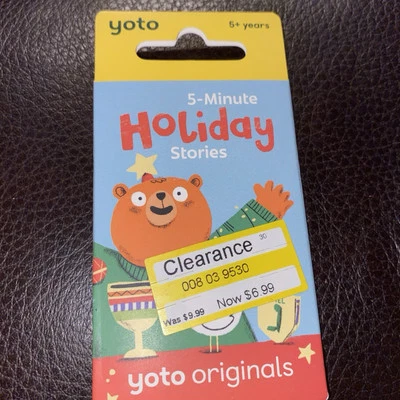 yoto
5+ years
5-Minute
Holiday
Stories
Clearance 30
008 03 9530
Was $9.99 Now $6.99
yoto originals